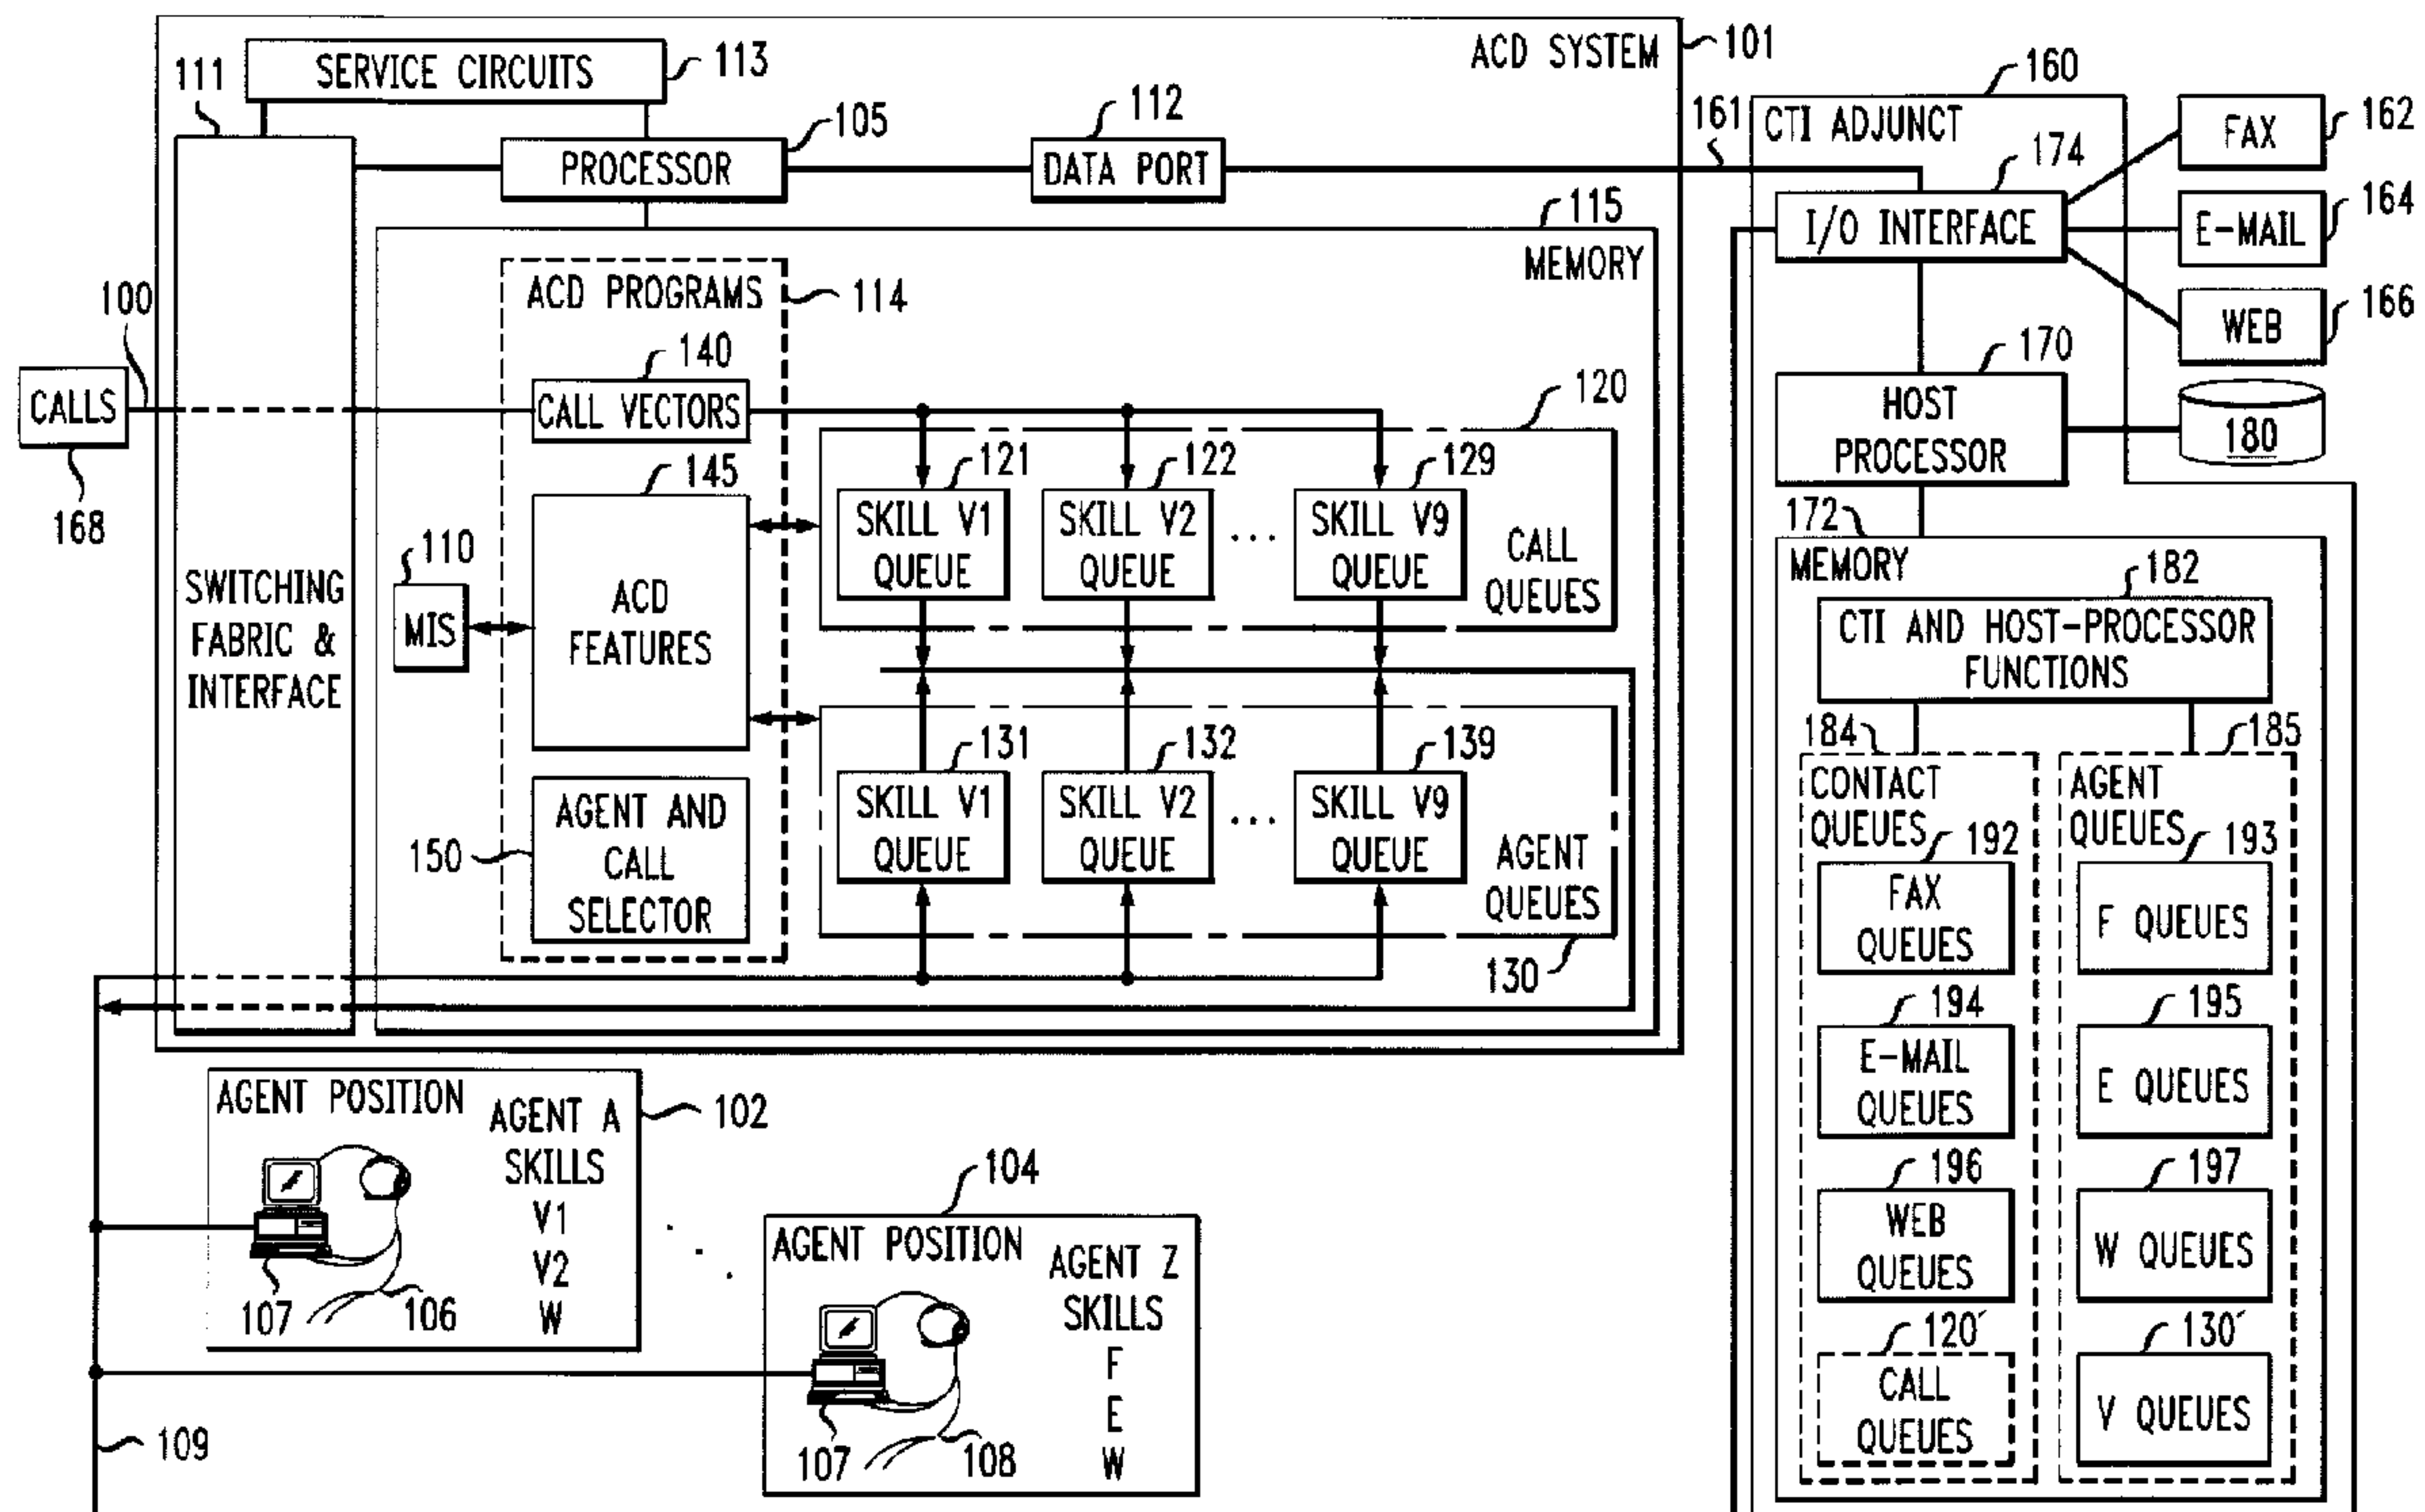 ACD SYSTEM
101
SERVICE CIRCUITS
113
111
PROCESSOR
105
DATA PORT
112
161
SWITCHING
FABRIC &
INTERFACE
CALLS
100
168
115
MEMORY
ACD PROGRAMS
114
140
CALL VECTORS
145
ACD
FEATURES
110
MIS
150
AGENT AND
CALL
SELECTOR
120
121
SKILL V1
QUEUE
122
SKILL V2
QUEUE
...
129
SKILL V9
QUEUE
CALL
QUEUES
131
SKILL V1
QUEUE
132
SKILL V2
QUEUE
...
139
SKILL V9
QUEUE
AGENT
QUEUES
130
AGENT POSITION
102
AGENT A
SKILLS
V1
V2
W
107
106
AGENT POSITION
104
AGENT Z
SKILLS
F
E
W
107
108
109
160
CTI ADJUNCT
174
I/O INTERFACE
FAX
162
E-MAIL
164
WEB
166
170
HOST
PROCESSOR
180
172
MEMORY
182
CTI AND HOST-PROCESSOR
FUNCTIONS
184
CONTACT
QUEUES
192
FAX
QUEUES
194
E-MAIL
QUEUES
196
WEB
QUEUES
120´
CALL
QUEUES
185
AGENT
QUEUES
193
F QUEUES
195
E QUEUES
197
W QUEUES
130´
V QUEUES